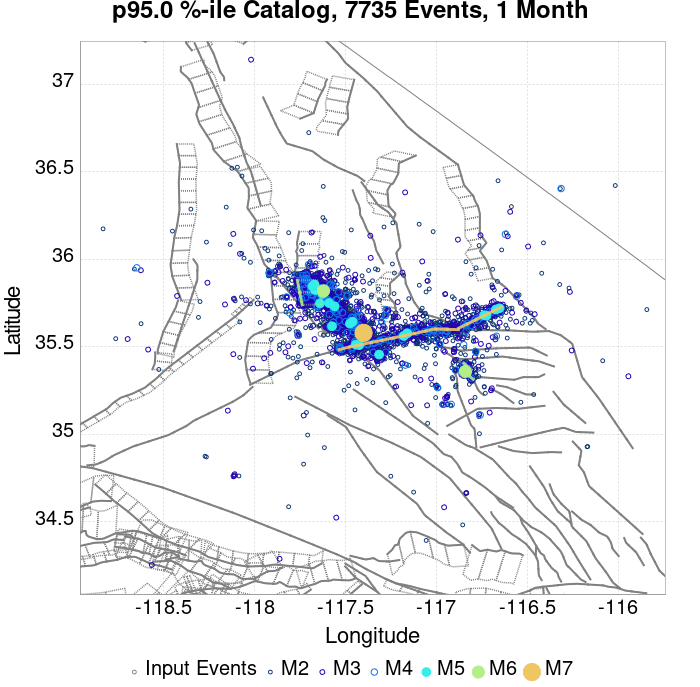 p95.0 %-ile Catalog, 7735 Events, 1 Month
37
36.5
36
35.5
35
34.5
Latitude
-118.5 -118 -117.5 -117 -116.5 -116
Longitude
Input Events M2 M3 M4 M5 M6 M7